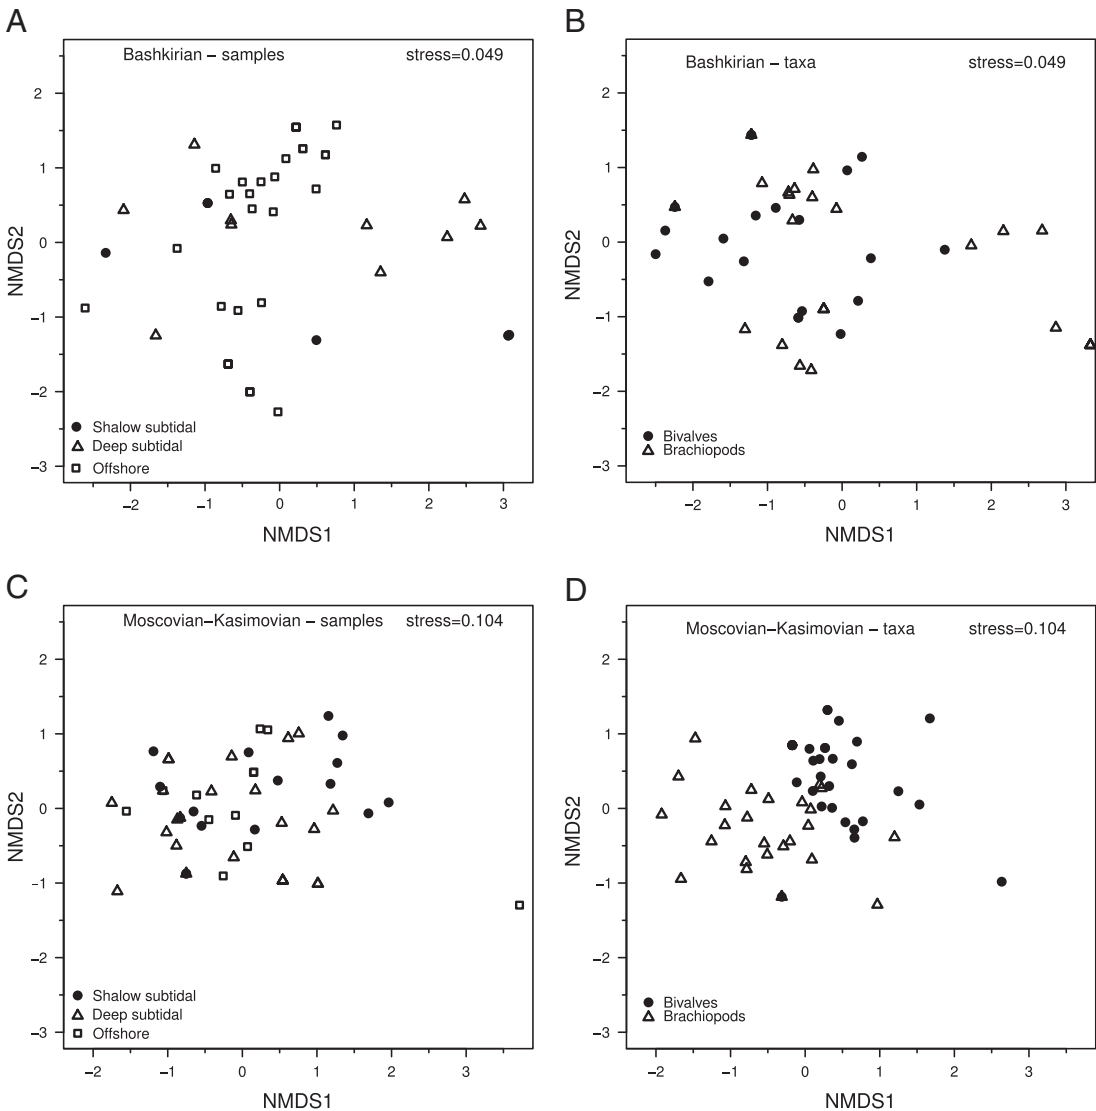 A
Bashkirian – samples stress=0.049
2
1
0
−1
−2
−3
NMDS2
Shalow subtidal
Deep subtidal
Offshore
−2 −1 0 1 2 3
NMDS1
B
Bashkirian – taxa stress=0.049
2
1
0
−1
−2
−3
NMDS2
Bivalves
Brachiopods
−2 −1 0 1 2 3
NMDS1
C
Moscovian–Kasimovian – samples stress=0.104
2
1
0
−1
−2
−3
NMDS2
Shalow subtidal
Deep subtidal
Offshore
−2 −1 0 1 2 3
NMDS1
D
Moscovian–Kasimovian – taxa stress=0.104
2
1
0
−1
−2
−3
NMDS2
Bivalves
Brachiopods
−2 −1 0 1 2 3
NMDS1